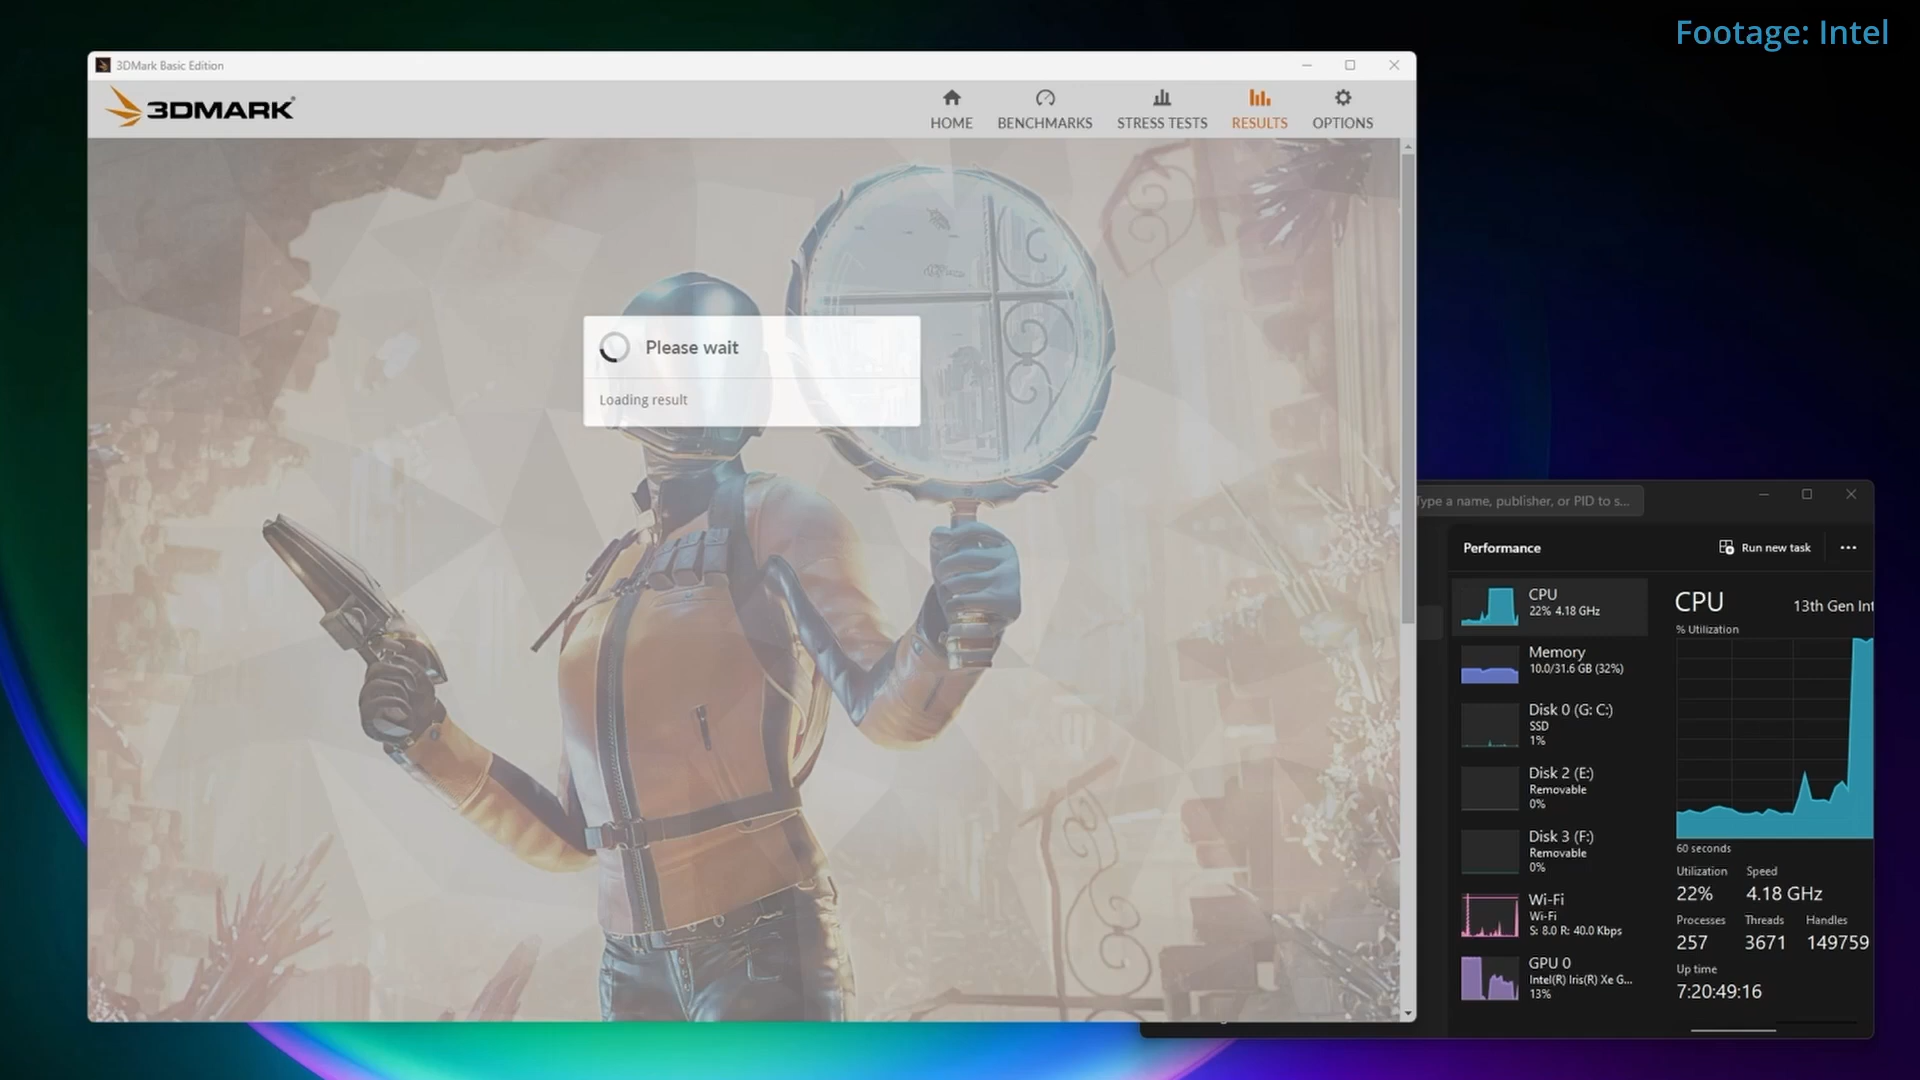 Footage: Intel
3DMark Basic Edition
3DMARK
HOME
BENCHMARKS
STRESS TESTS
RESULTS
OPTIONS
Please wait
Loading result
Type a name, publisher, or PID to s...
Performance
Run new task
CPU
22% 4.18 GHz
Memory
10.0/31.6 GB (32%)
Disk 0 (G: C:)
SSD
1%
Disk 2 (E:)
Removable
0%
Disk 3 (F:)
Removable
0%
Wi-Fi
Wi-Fi
S: 8.0 R: 40.0 Kbps
GPU 0
Intel(R) Iris(R) Xe G...
13%
CPU
13th Gen Int
% Utilization
60 seconds
Utilization Speed
22% 4.18 GHz
Processes Threads Handles
257 3671 149759
Up time
7:20:49:16